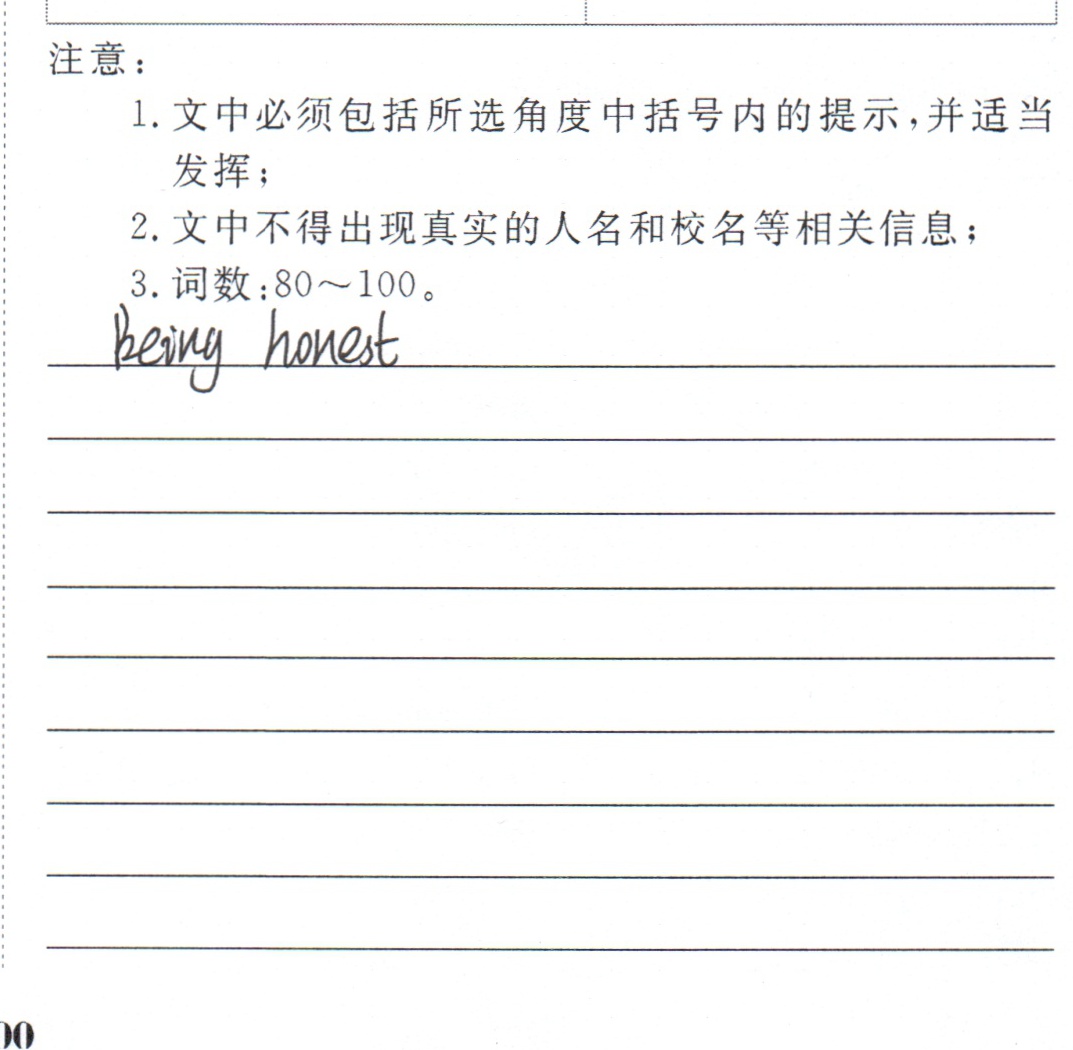 注意：
1. 文中必须包括所选角度中括号内的提示，并适当
发挥；
2. 文中不得出现真实的人名和校名等相关信息；
3. 词数：80～100。
Being honest
00